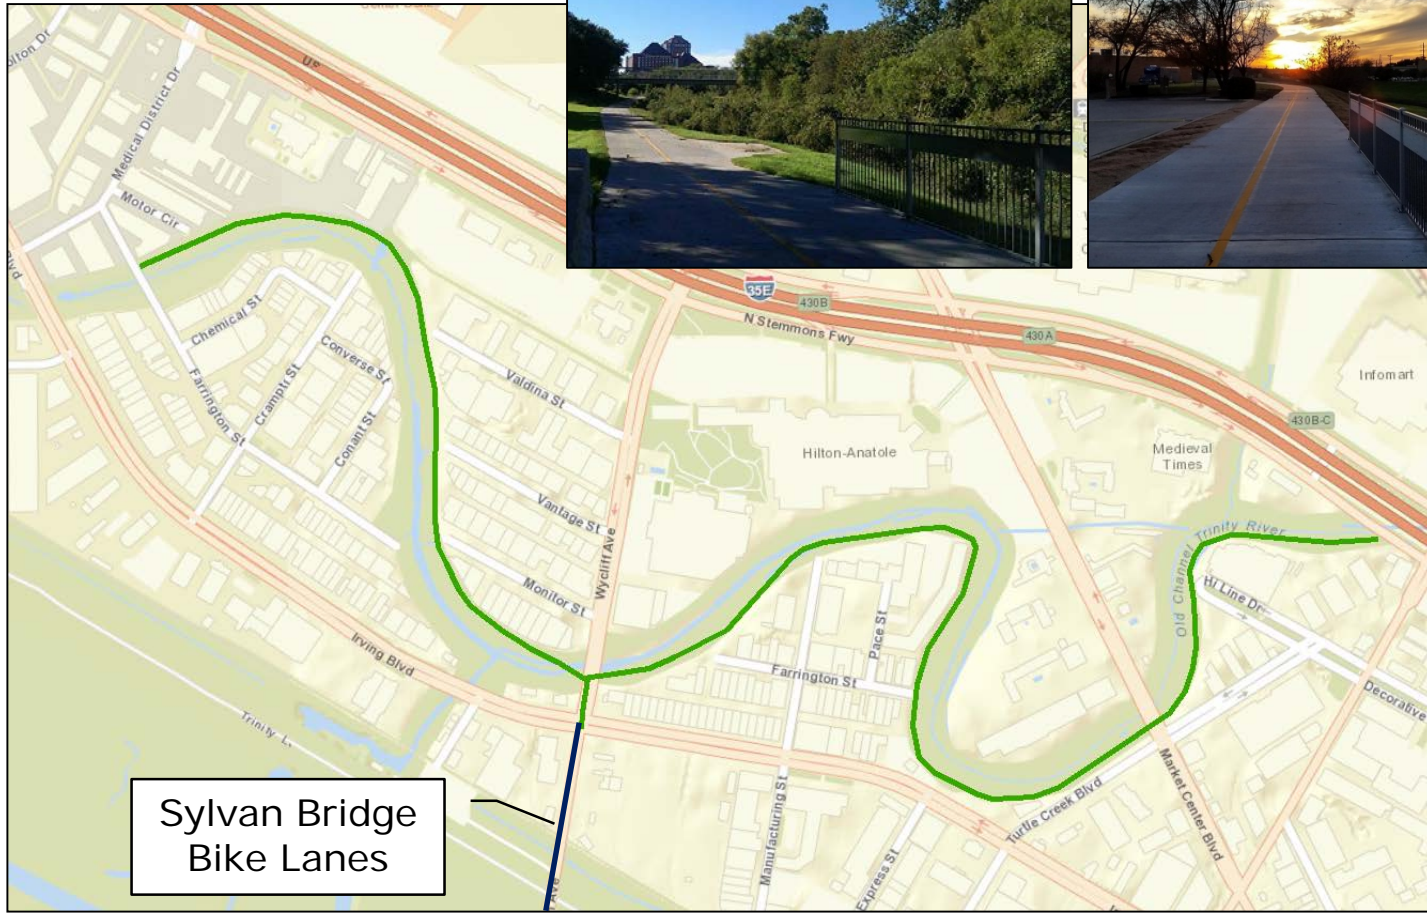 US
Medical District Dr
Motor Cir
35E
430B
N Stemmons Fwy
430A
Infomart
Chemical St
Converse St
Valdina St
430B-C
Farrington St
Conant St
Hilton-Anatole
Medieval
Times
Vantage St
Wycliff Ave
Old Channel Trinity River
Monitor St
Hi Line Dr
Pace St
Irving Blvd
Farrington St
Decorative
Trinity L.
Market Center Blvd
Turtle Creek Blvd
Manufacturing St
Express St
Sylvan Bridge
Bike Lanes